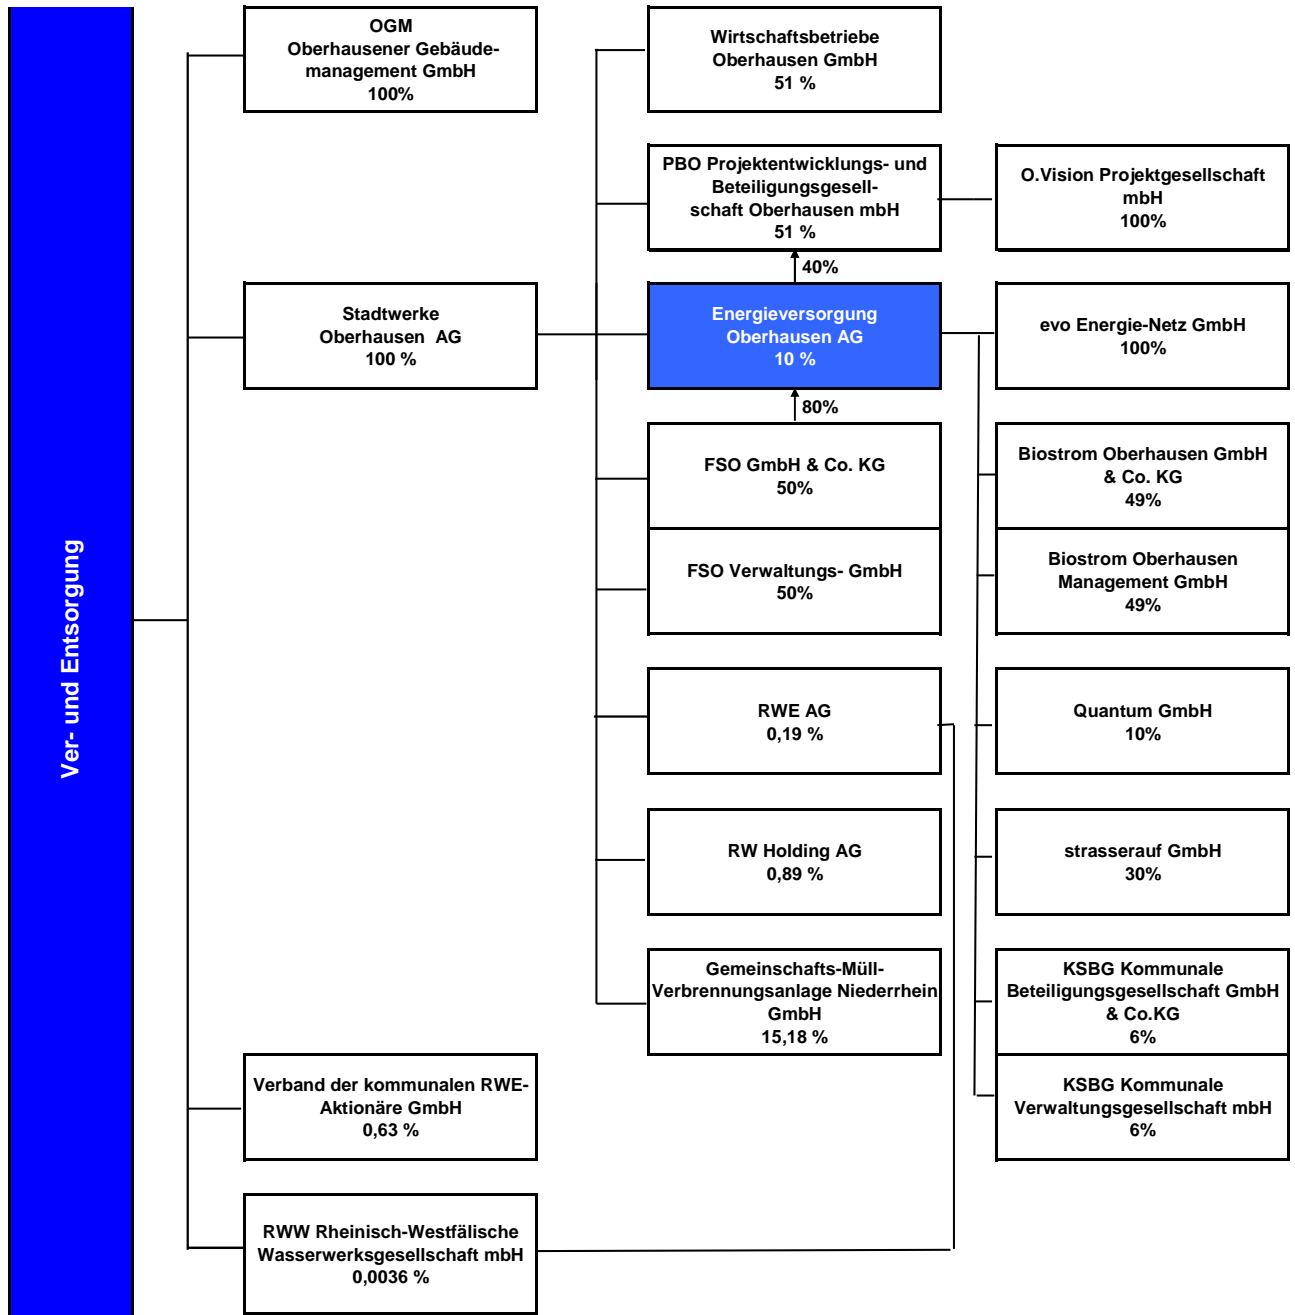 Ver- und Entsorgung
OGM
Oberhausener Gebäude-
management GmbH
100%
Stadtwerke
Oberhausen AG
100 %
Verband der kommunalen RWE-
Aktionäre GmbH
0,63 %
RWW Rheinisch-Westfälische
Wasserwerksgesellschaft mbH
0,0036 %
Wirtschaftsbetriebe
Oberhausen GmbH
51 %
PBO Projektentwicklungs- und
Beteiligungsgesell-
schaft Oberhausen mbH
51 %
40%
Energieversorgung
Oberhausen AG
10 %
80%
FSO GmbH & Co. KG
50%
FSO Verwaltungs- GmbH
50%
RWE AG
0,19 %
RW Holding AG
0,89 %
Gemeinschafts-Müll-
Verbrennungsanlage Niederrhein
GmbH
15,18 %
O.Vision Projektgesellschaft
mbH
100%
evo Energie-Netz GmbH
100%
Biostrom Oberhausen GmbH
& Co. KG
49%
Biostrom Oberhausen
Management GmbH
49%
Quantum GmbH
10%
strasserauf GmbH
30%
KSBG Kommunale
Beteiligungsgesellschaft GmbH
& Co.KG
6%
KSBG Kommunale
Verwaltungsgesellschaft mbH
6%